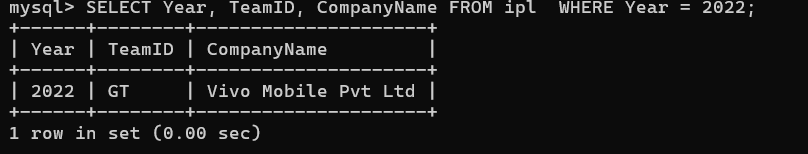 mysql> SELECT Year, TeamID, CompanyName FROM ipl  WHERE Year = 2022;
+------+--------+---------------------+
| Year | TeamID | CompanyName         |
+------+--------+---------------------+
| 2022 | GT     | Vivo Mobile Pvt Ltd |
+------+--------+---------------------+
1 row in set (0.00 sec)